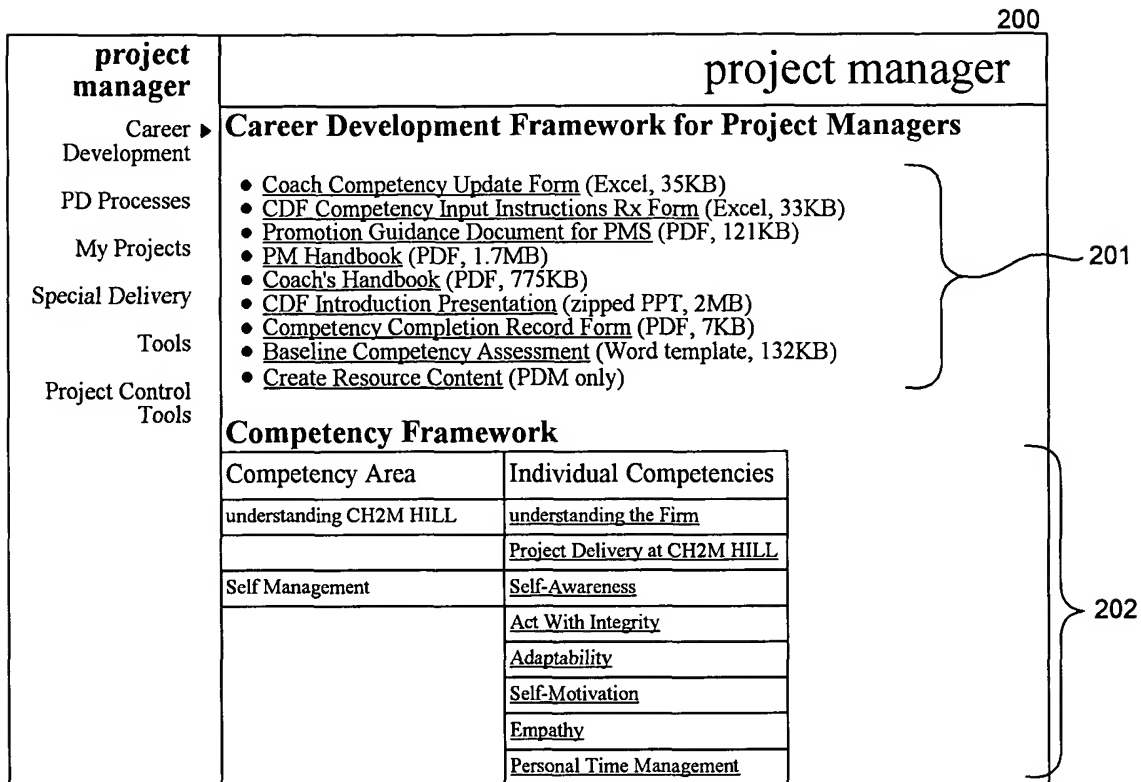 200
project
manager
project manager
Career ▸
Development
PD Processes
My Projects
Special Delivery
Tools
Project Control
Tools
Career Development Framework for Project Managers
• Coach Competency Update Form (Excel, 35KB)
• CDF Competency Input Instructions Rx Form (Excel, 33KB)
• Promotion Guidance Document for PMS (PDF, 121KB)
• PM Handbook (PDF, 1.7MB)
• Coach's Handbook (PDF, 775KB)
• CDF Introduction Presentation (zipped PPT, 2MB)
• Competency Completion Record Form (PDF, 7KB)
• Baseline Competency Assessment (Word template, 132KB)
• Create Resource Content (PDM only)
201
Competency Framework
Competency Area Individual Competencies
understanding CH2M HILL understanding the Firm
Project Delivery at CH2M HILL
Self Management Self-Awareness
Act With Integrity
Adaptability
Self-Motivation
Empathy
Personal Time Management
202